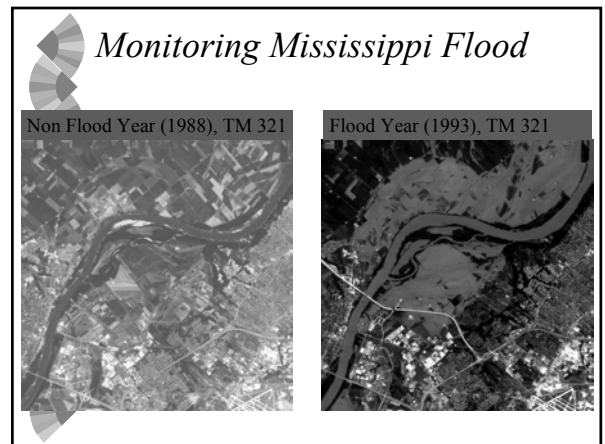 Monitoring Mississippi Flood
Non Flood Year (1988), TM 321
Flood Year (1993), TM 321